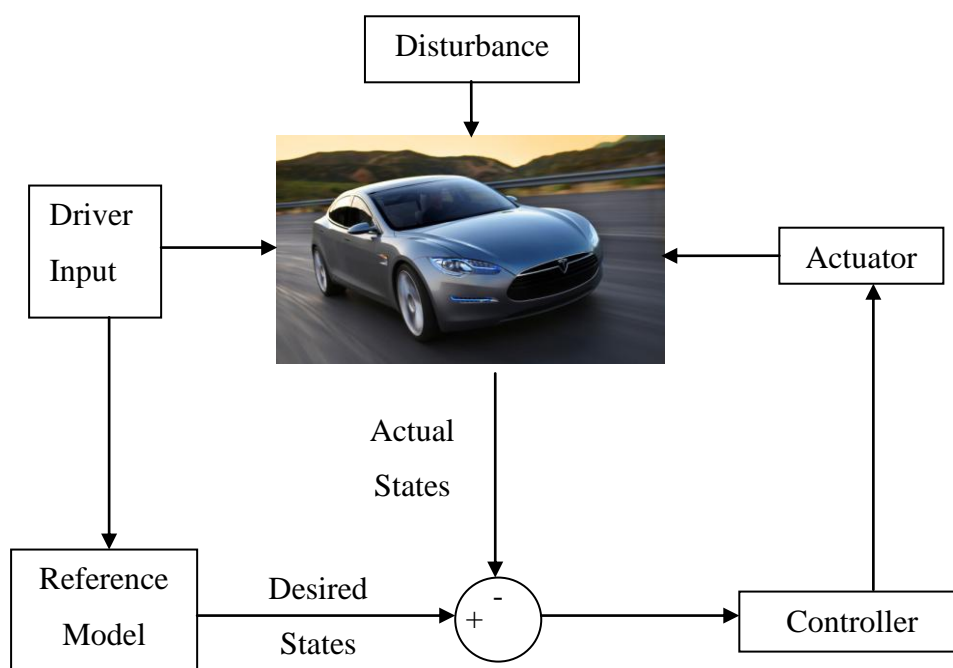 Disturbance
Driver
Input
Actuator
Actual
States
Reference
Model
Desired
States
-
+
Controller